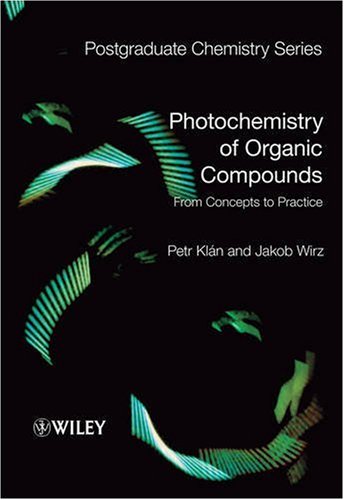 Postgraduate Chemistry Series
Photochemistry
of Organic
Compounds
From Concepts to Practice
Petr Klán and Jakob Wirz
WILEY